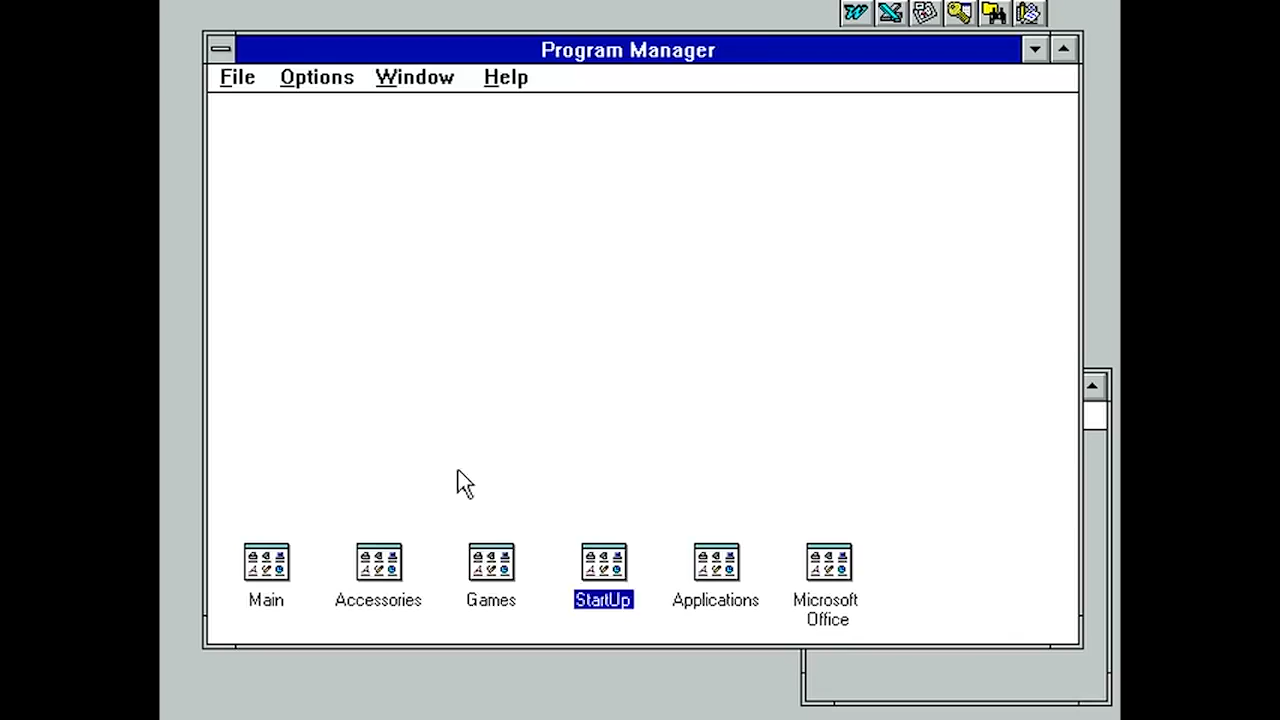 Program Manager
File Options Window Help
Main Accessories Games StartUp Applications Microsoft
Office